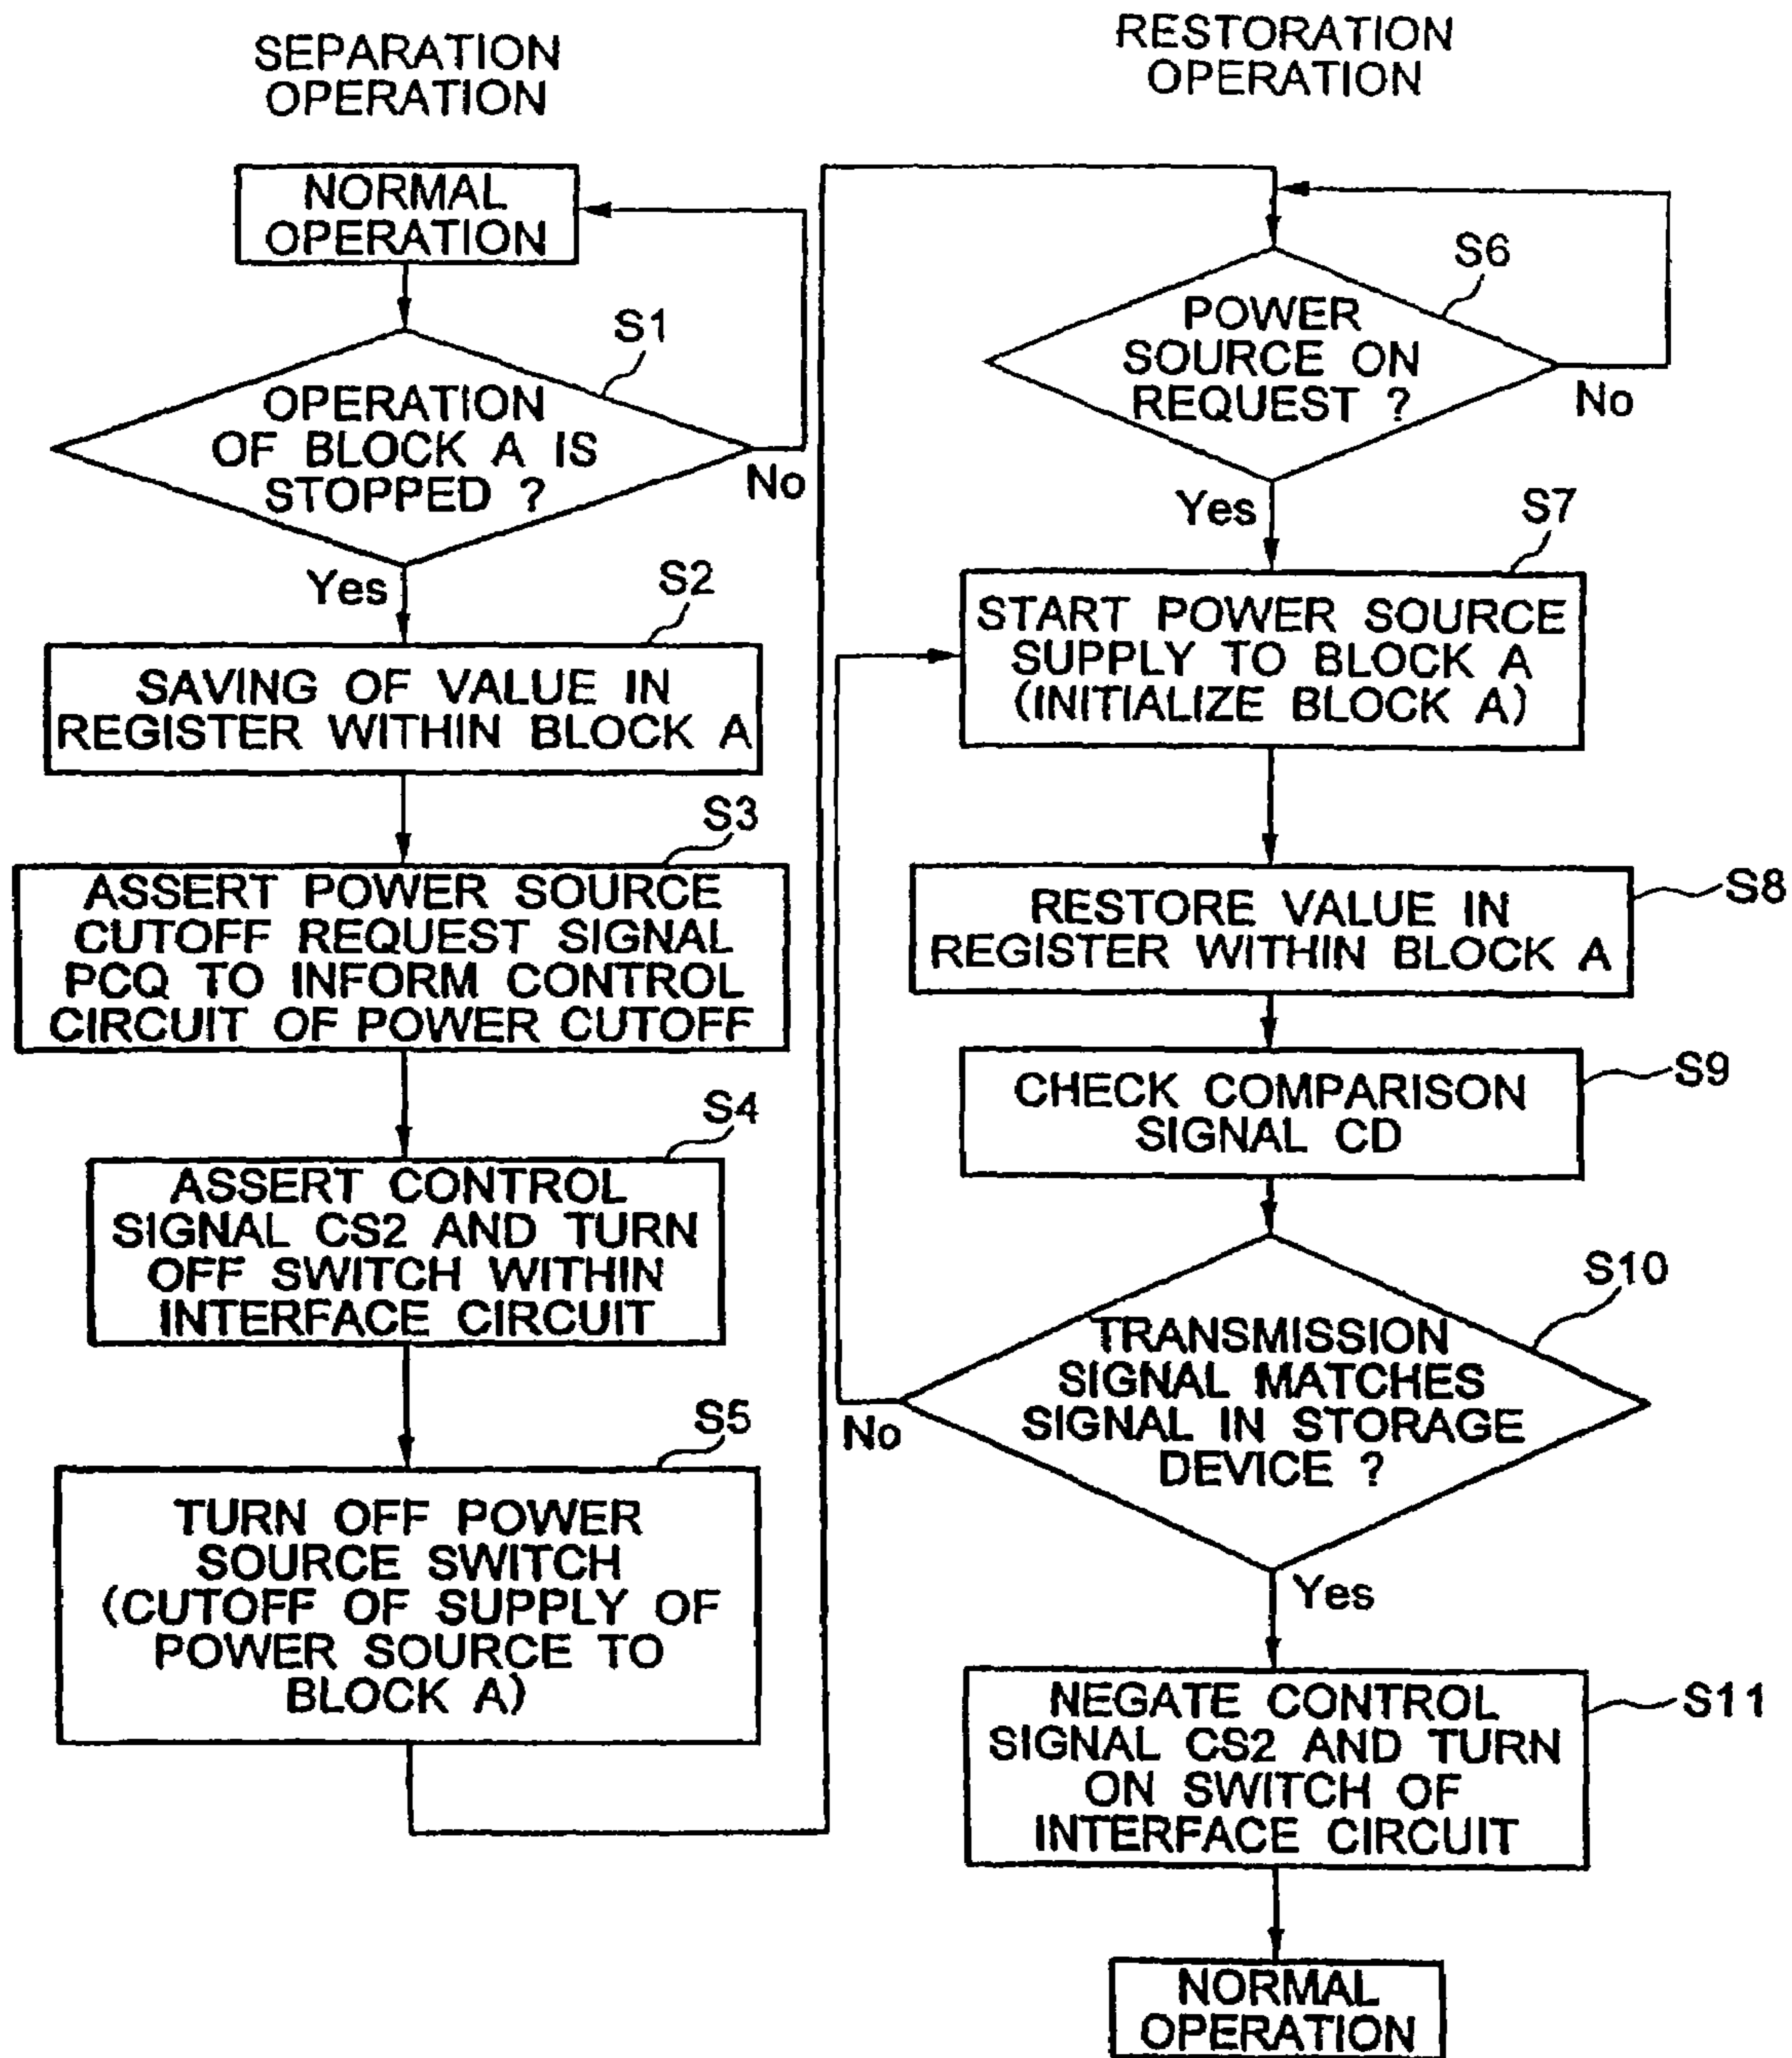 SEPARATION
OPERATION
NORMAL
OPERATION
S1
OPERATION
OF BLOCK A IS
STOPPED ?
No
Yes
S2
SAVING OF VALUE IN
REGISTER WITHIN BLOCK A
S3
ASSERT POWER SOURCE
CUTOFF REQUEST SIGNAL
PCQ TO INFORM CONTROL
CIRCUIT OF POWER CUTOFF
S4
ASSERT CONTROL
SIGNAL CS2 AND TURN
OFF SWITCH WITHIN
INTERFACE CIRCUIT
S5
TURN OFF POWER
SOURCE SWITCH
(CUTOFF OF SUPPLY OF
POWER SOURCE TO
BLOCK A)
RESTORATION
OPERATION
S6
POWER
SOURCE ON
REQUEST ?
No
Yes
S7
START POWER SOURCE
SUPPLY TO BLOCK A
(INITIALIZE BLOCK A)
S8
RESTORE VALUE IN
REGISTER WITHIN BLOCK A
S9
CHECK COMPARISON
SIGNAL CD
S10
TRANSMISSION
SIGNAL MATCHES
SIGNAL IN STORAGE
DEVICE ?
No
Yes
S11
NEGATE CONTROL
SIGNAL CS2 AND TURN
ON SWITCH OF
INTERFACE CIRCUIT
NORMAL
OPERATION